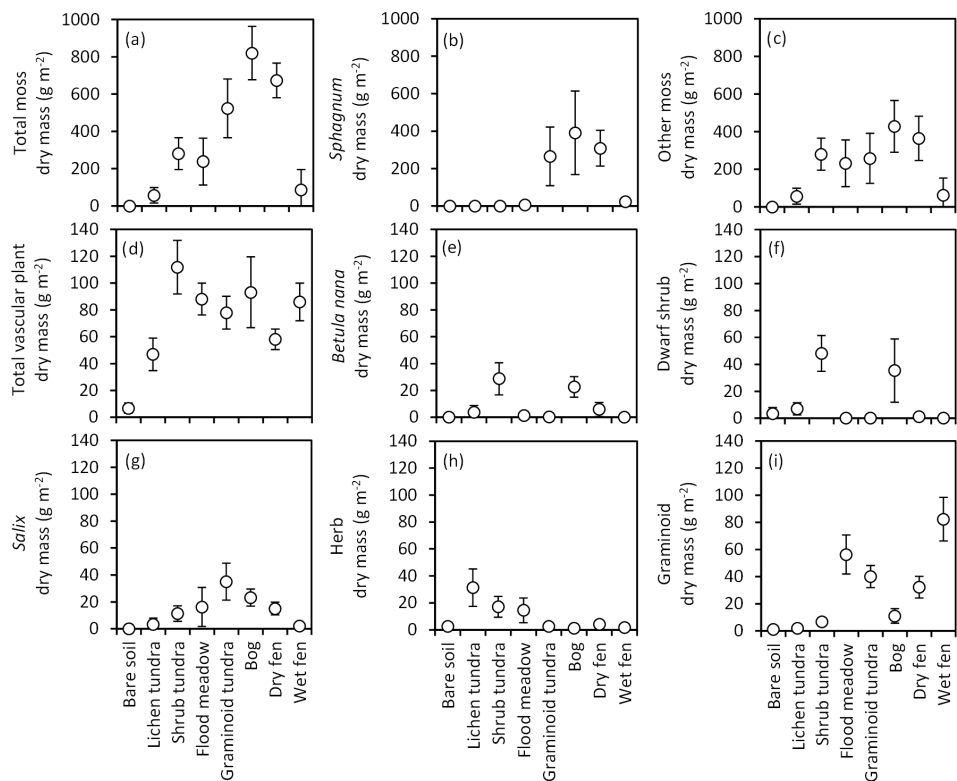 (a)
Total moss
dry mass (g m-2)
1000
800
600
400
200
0
(b)
Sphagnum
dry mass (g m-2)
1000
800
600
400
200
0
(c)
Other moss
dry mass (g m-2)
1000
800
600
400
200
0
(d)
Total vascular plant
dry mass (g m-2)
140
120
100
80
60
40
20
0
(e)
Betula nana
dry mass (g m-2)
140
120
100
80
60
40
20
0
(f)
Dwarf shrub
dry mass (g m-2)
140
120
100
80
60
40
20
0
(g)
Salix
dry mass (g m-2)
140
120
100
80
60
40
20
0
Bare soil
Lichen tundra
Shrub tundra
Flood meadow
Graminoid tundra
Bog
Dry fen
Wet fen
(h)
Herb
dry mass (g m-2)
140
120
100
80
60
40
20
0
Bare soil
Lichen tundra
Shrub tundra
Flood meadow
Graminoid tundra
Bog
Dry fen
Wet fen
(i)
Graminoid
dry mass (g m-2)
140
120
100
80
60
40
20
0
Bare soil
Lichen tundra
Shrub tundra
Flood meadow
Graminoid tundra
Bog
Dry fen
Wet fen